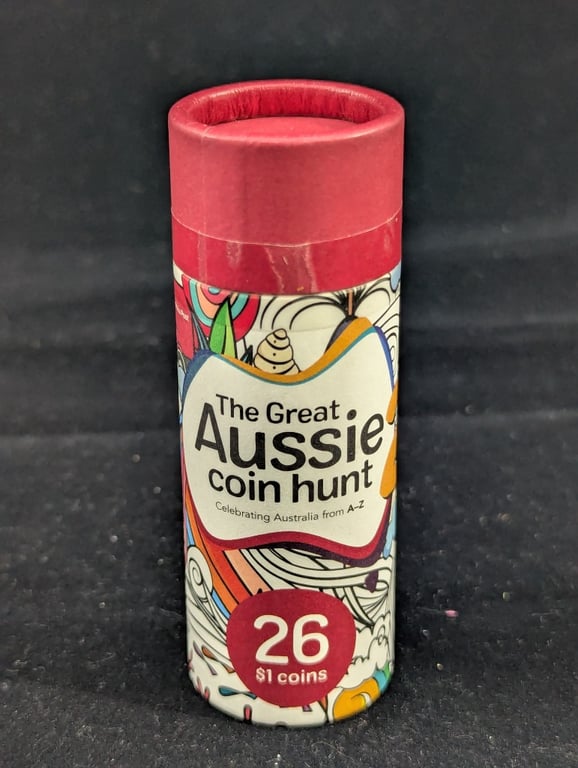 The Great
Aussie
coin hunt
Celebrating Australia from A–Z
26
$1 coins